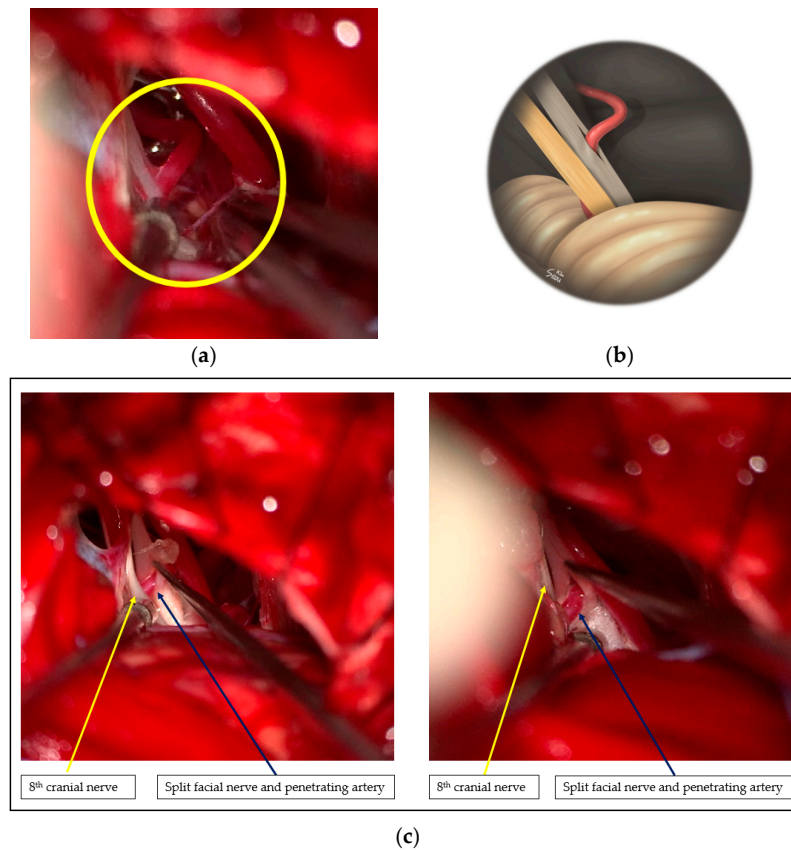 (a)
(b)
8th cranial nerve
Split facial nerve and penetrating artery
8th cranial nerve
Split facial nerve and penetrating artery
(c)